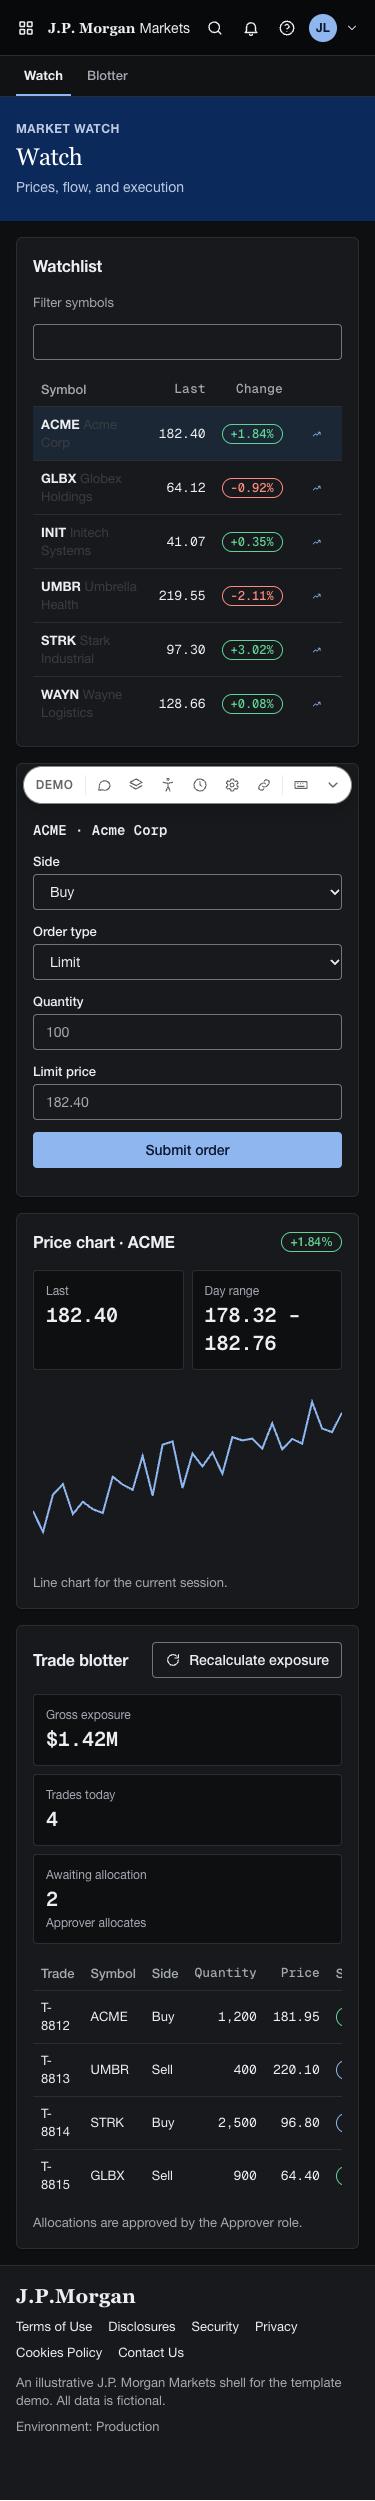 J.P. Morgan Markets
JL
Watch Blotter
MARKET WATCH
Watch
Prices, flow, and execution
Watchlist
Filter symbols
Symbol Last Change
ACME Acme Corp 182.40 +1.84%
GLBX Globex Holdings 64.12 -0.92%
INIT Initech Systems 41.07 +0.35%
UMBR Umbrella Health 219.55 -2.11%
STRK Stark Industrial 97.30 +3.02%
WAYN Wayne Logistics 128.66 +0.08%
DEMO
ACME · Acme Corp
Side
Buy
Order type
Limit
Quantity
100
Limit price
182.40
Submit order
Price chart · ACME +1.84%
Last
182.40
Day range
178.32 –
182.76
Line chart for the current session.
Trade blotter Recalculate exposure
Gross exposure
$1.42M
Trades today
4
Awaiting allocation
2
Approver allocates
Trade Symbol Side Quantity Price S
T-8812 ACME Buy 1,200 181.95
T-8813 UMBR Sell 400 220.10
T-8814 STRK Buy 2,500 96.80
T-8815 GLBX Sell 900 64.40
Allocations are approved by the Approver role.
J.P.Morgan
Terms of Use Disclosures Security Privacy
Cookies Policy Contact Us
An illustrative J.P. Morgan Markets shell for the template
demo. All data is fictional.
Environment: Production